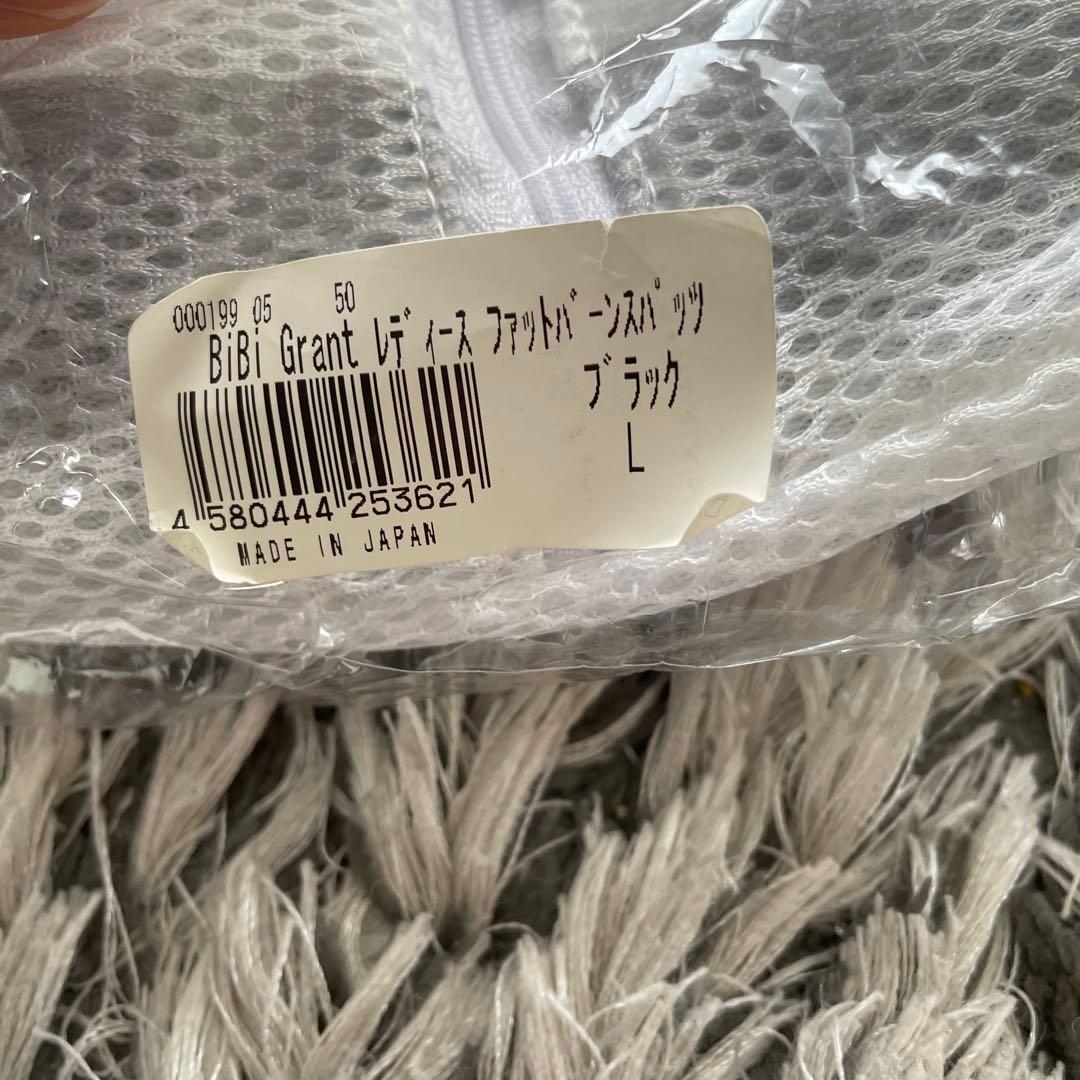 000199 05 50
BiBi Grant ﾚﾃﾞｨｰｽ ﾌｧｯﾄﾊﾞｰﾝｽﾊﾟｯﾂ
ﾌﾞﾗｯｸ
L
4 580444 253621
MADE IN JAPAN